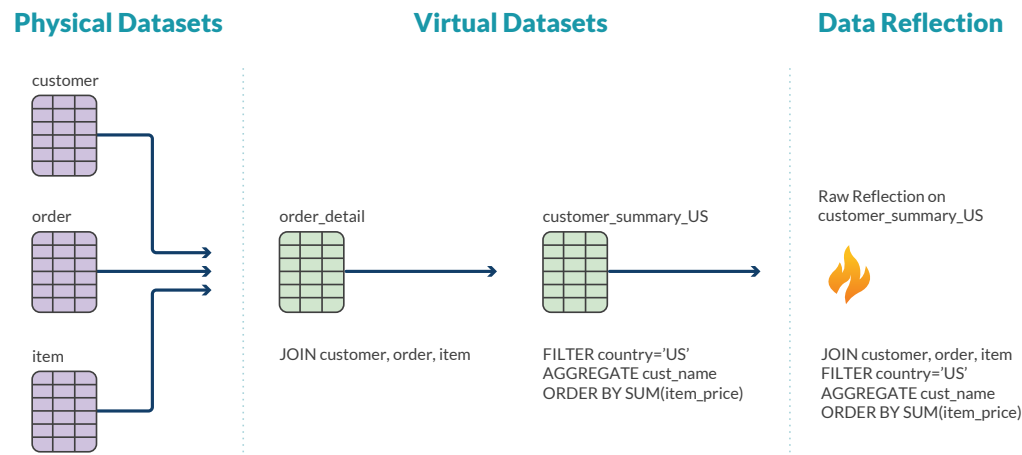 Physical Datasets
Virtual Datasets
Data Reflection
customer
order
item
order_detail
JOIN customer, order, item
customer_summary_US
FILTER country=’US’
AGGREGATE cust_name
ORDER BY SUM(item_price)
Raw Reflection on
customer_summary_US
JOIN customer, order, item
FILTER country=’US’
AGGREGATE cust_name
ORDER BY SUM(item_price)